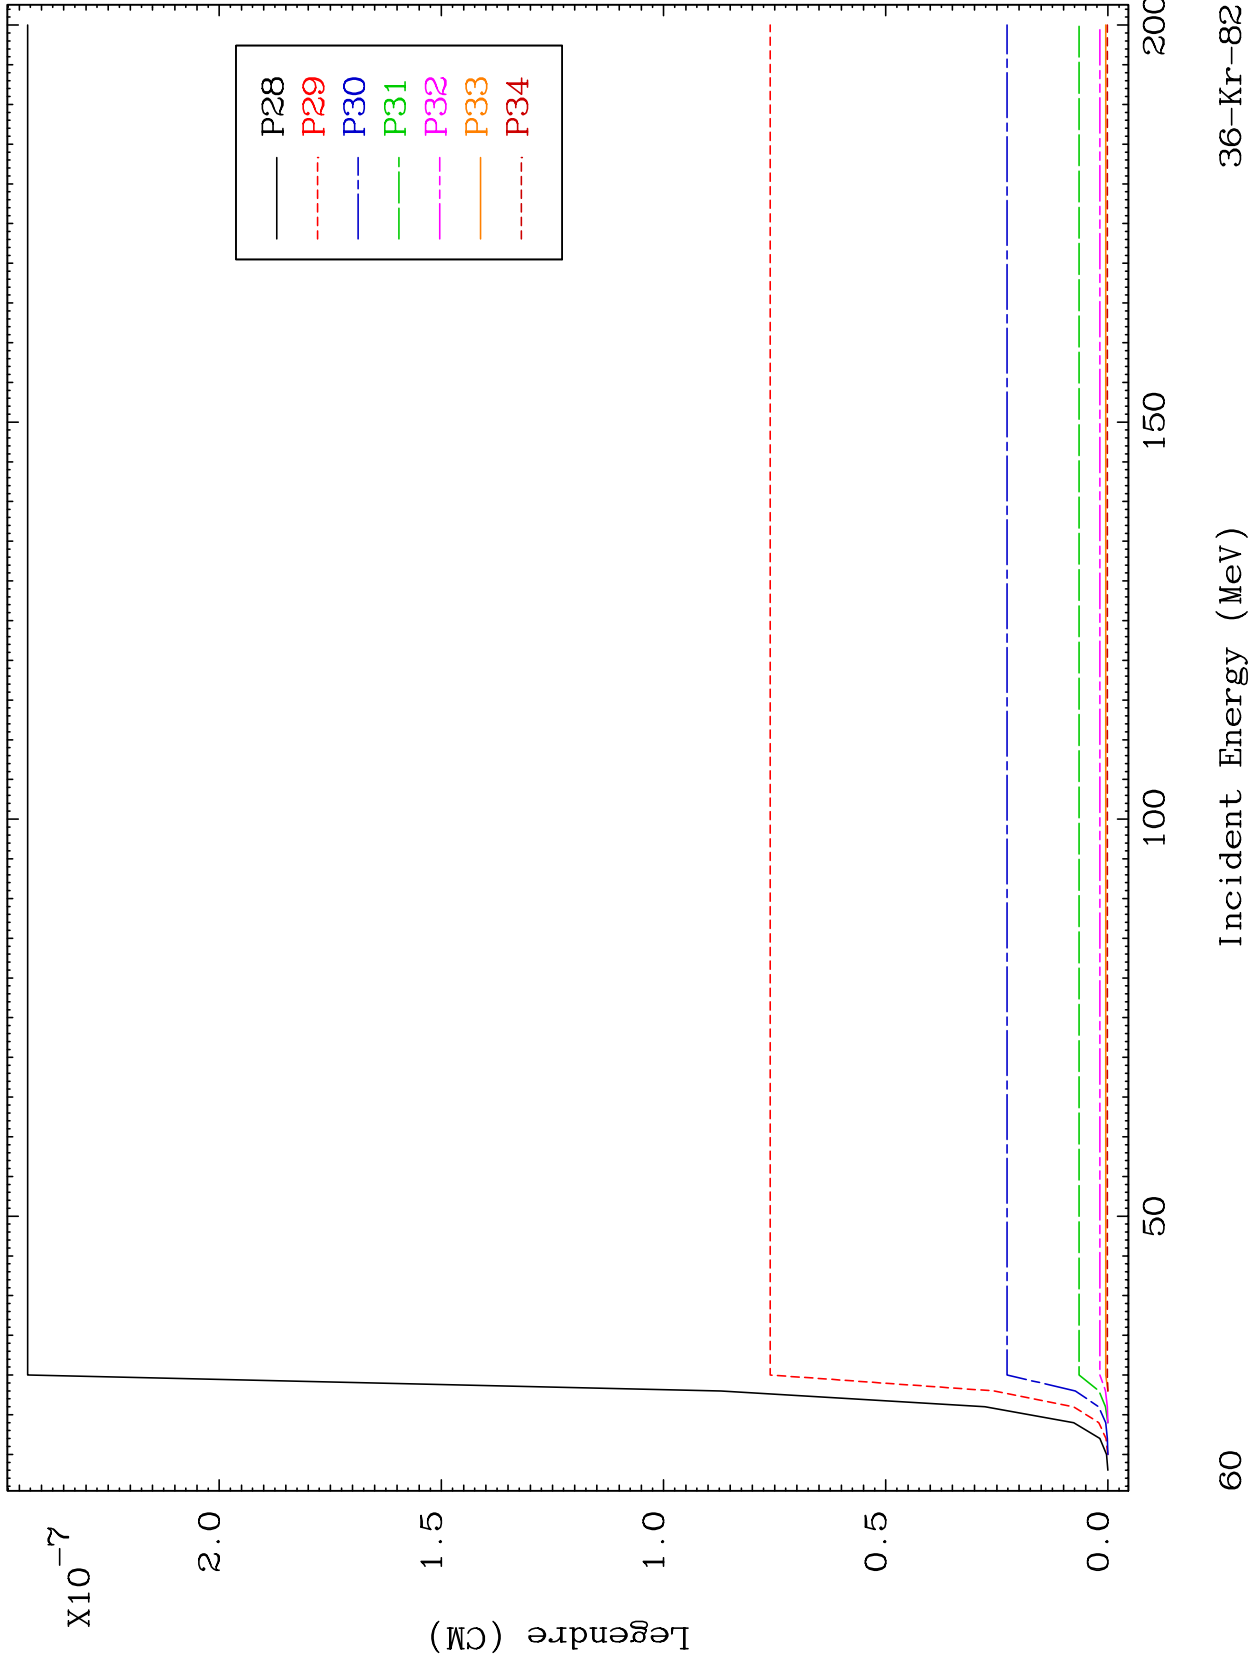 X10-7
2.0
1.5
1.0
0.5
0.0
Legendre (CM)
P28
P29
P30
P31
P32
P33
P34
50
100
150
200
Incident Energy (MeV)
60
36-Kr-82